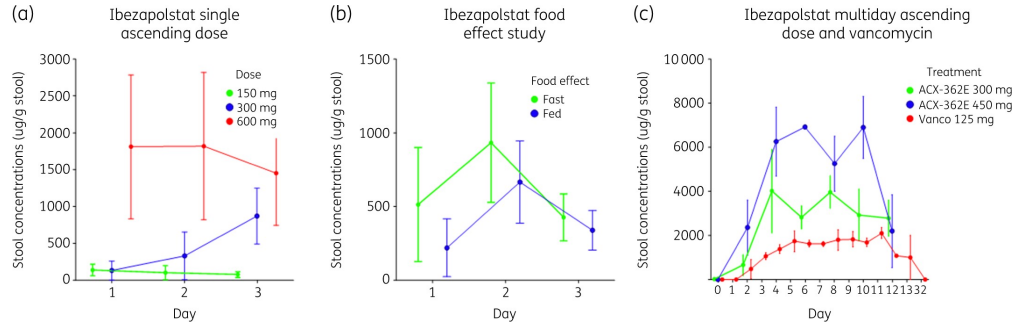 (a)
Ibezapolstat single
ascending dose
Stool concentrations (ug/g stool)
3000
2500
2000
1500
1000
500
0
Dose
150 mg
300 mg
600 mg
1 2 3
Day
(b)
Ibezapolstat food
effect study
Stool concentrations (ug/g stool)
1500
1000
500
0
Food effect
Fast
Fed
1 2 3
Day
(c)
Ibezapolstat multiday ascending
dose and vancomycin
Stool concentrations (ug/g stool)
10 000
8000
6000
4000
2000
Treatment
ACX-362E 300 mg
ACX-362E 450 mg
Vanco 125 mg
0 1 2 3 4 5 6 7 8 9 10 11 12 13 32
Day